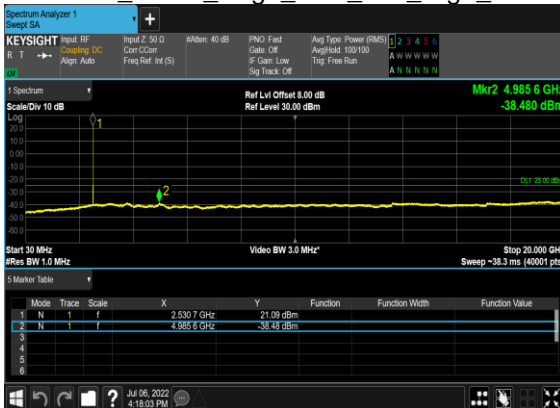 Spectrum Analyzer 1
Swept SA
+
KEYSIGHT
R T
Input: RF
Coupling: DC
Align: Auto
Input Z: 50 Ω
Corr CCorr
Freq Ref: Int (S)
#Atten: 40 dB
PNO: Fast
Gate: Off
IF Gain: Low
Sig Track: Off
Avg Type: Power (RMS)
Avg|Hold: 100/100
Trig: Free Run
1 2 3 4 5 6
A W W W W W
A N N N N N
1 Spectrum
Scale/Div 10 dB
Ref Lvl Offset 8.00 dB
Ref Level 30.00 dBm
Mkr2 4.985 6 GHz
-38.480 dBm
Log
20.0
10.0
0.00
-10.0
-20.0
-30.0
-40.0
-50.0
-60.0
1
2
DL1 -25.00 dBm
Start 30 MHz
#Res BW 1.0 MHz
Video BW 3.0 MHz*
Stop 20.000 GHz
Sweep ~38.3 ms (40001 pts)
5 Marker Table
Mode Trace Scale X Y Function Function Width Function Value
1 N 1 f 2.530 7 GHz 21.09 dBm
2 N 1 f 4.985 6 GHz -38.48 dBm
3
4
5
6
?
Jul 06, 2022
4:18:03 PM